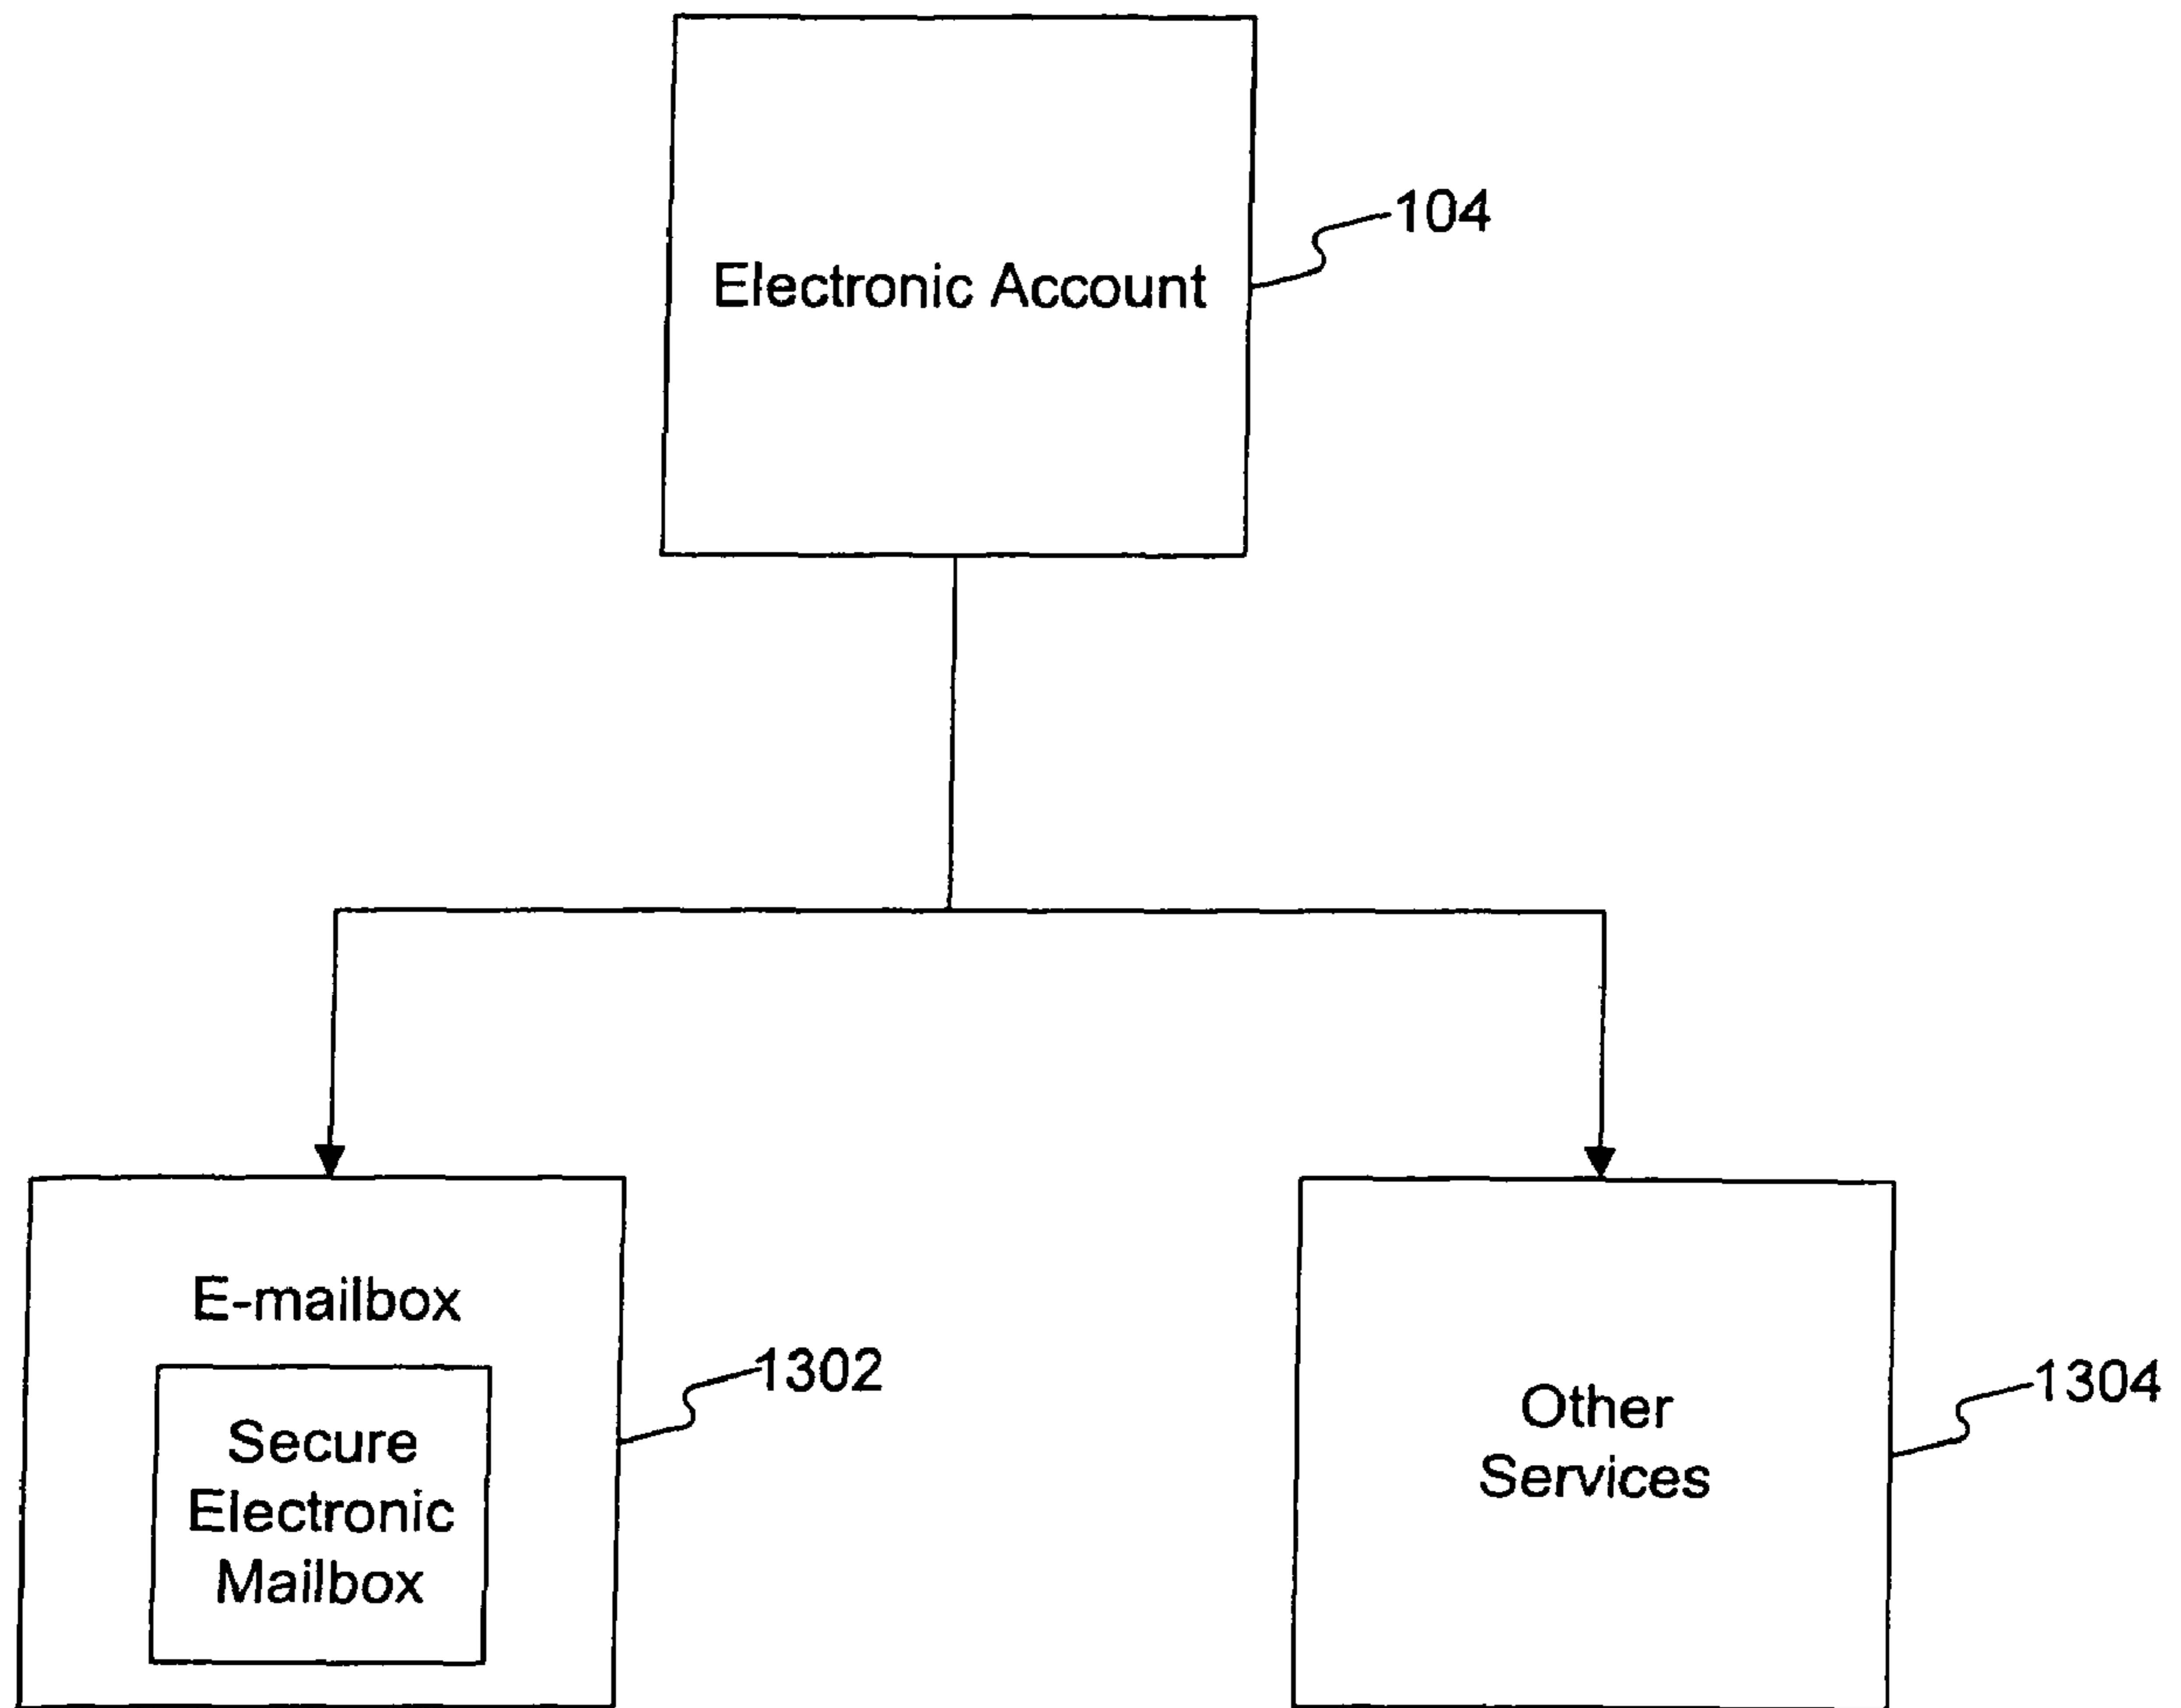 104
Electronic Account
E-mailbox
1302
Secure
Electronic
Mailbox
Other
Services
1304